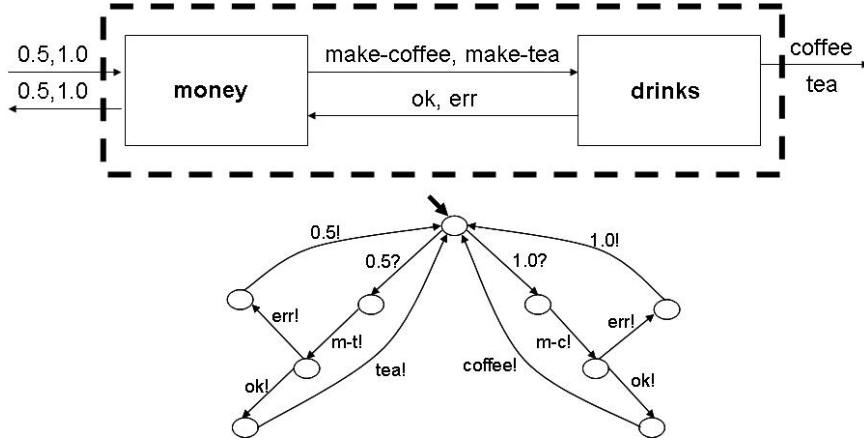 0.5,1.0
make-coffee, make-tea
coffee
0.5,1.0
money
ok, err
drinks
tea
0.5!
1.0!
0.5?
1.0?
err!
m-t!
m-c!
err!
ok!
tea!
coffee!
ok!